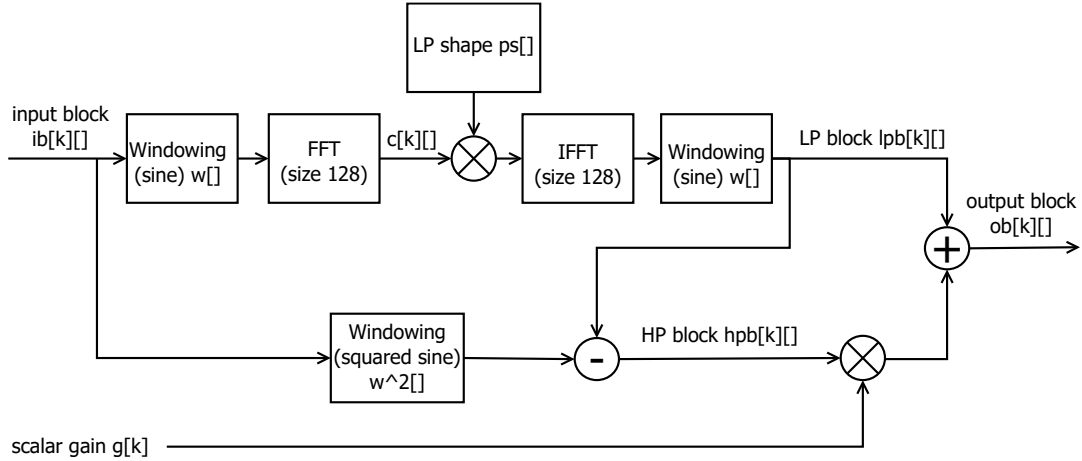 LP shape ps[]
input block
ib[k][]
Windowing
(sine) w[]
FFT
(size 128)
c[k][]
IFFT
(size 128)
Windowing
(sine) w[]
LP block lpb[k][]
output block
ob[k][]
+
Windowing
(squared sine)
w^2[]
-
HP block hpb[k][]
scalar gain g[k]